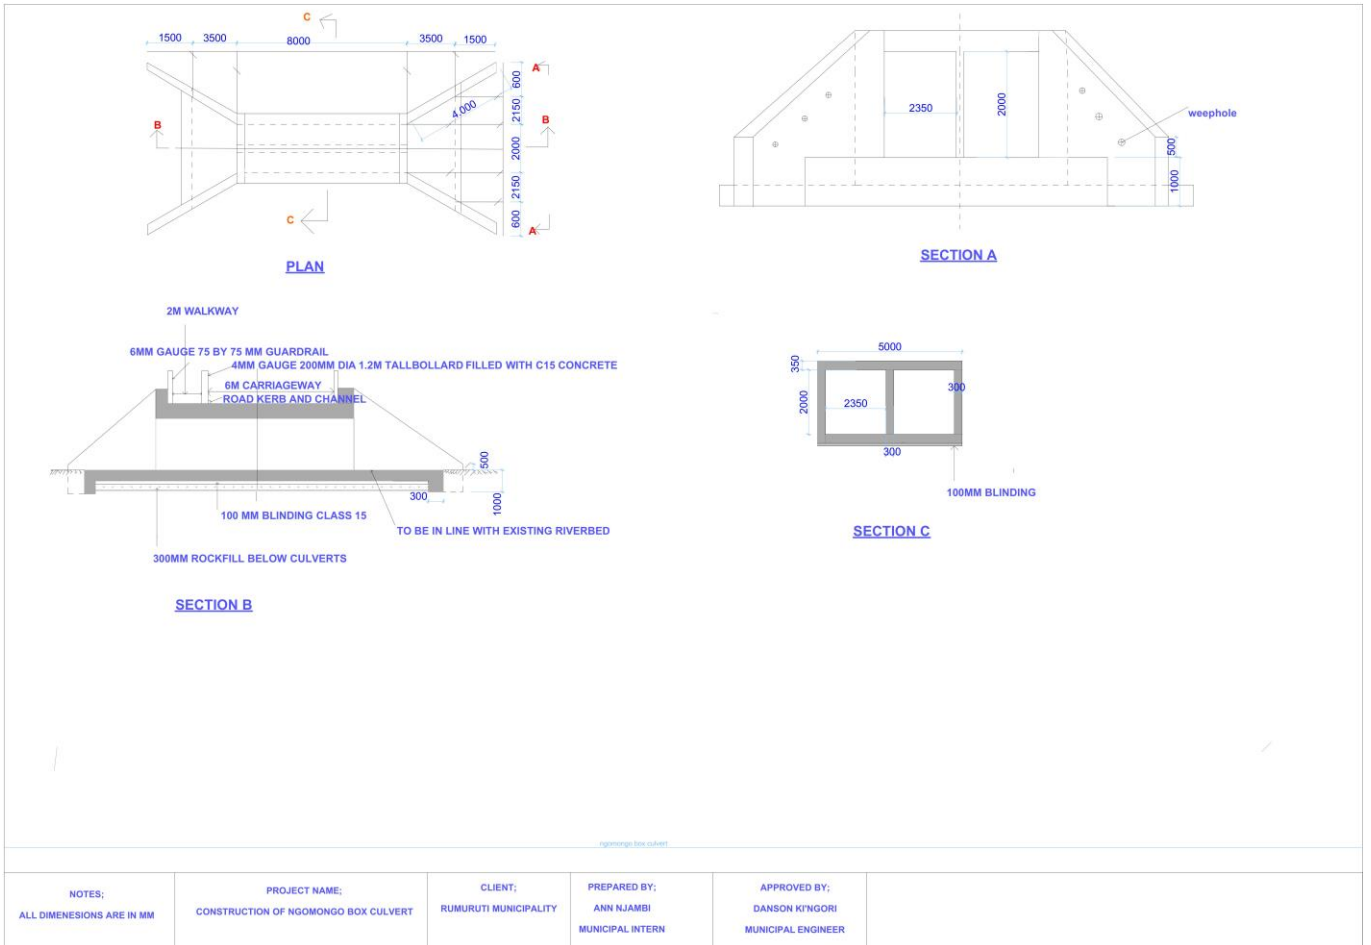 C
1500 3500 8000 3500 1500
A
600
4.000
2150
B
B
2000
2150
C
600
A
PLAN
2350
2000
weephole
500
1000
SECTION A
2M WALKWAY
6MM GAUGE 75 BY 75 MM GUARDRAIL
4MM GAUGE 200MM DIA 1.2M TALLBOLLARD FILLED WITH C15 CONCRETE
6M CARRIAGEWAY
ROAD KERB AND CHANNEL
500
300
1000
100 MM BLINDING CLASS 15
TO BE IN LINE WITH EXISTING RIVERBED
300MM ROCKFILL BELOW CULVERTS
SECTION B
5000
350
300
2000
2350
300
100MM BLINDING
SECTION C
ngomongo box culvert
NOTES;
ALL DIMENESIONS ARE IN MM
PROJECT NAME;
CONSTRUCTION OF NGOMONGO BOX CULVERT
CLIENT;
RUMURUTI MUNICIPALITY
PREPARED BY;
ANN NJAMBI
MUNICIPAL INTERN
APPROVED BY;
DANSON KI'NGORI
MUNICIPAL ENGINEER